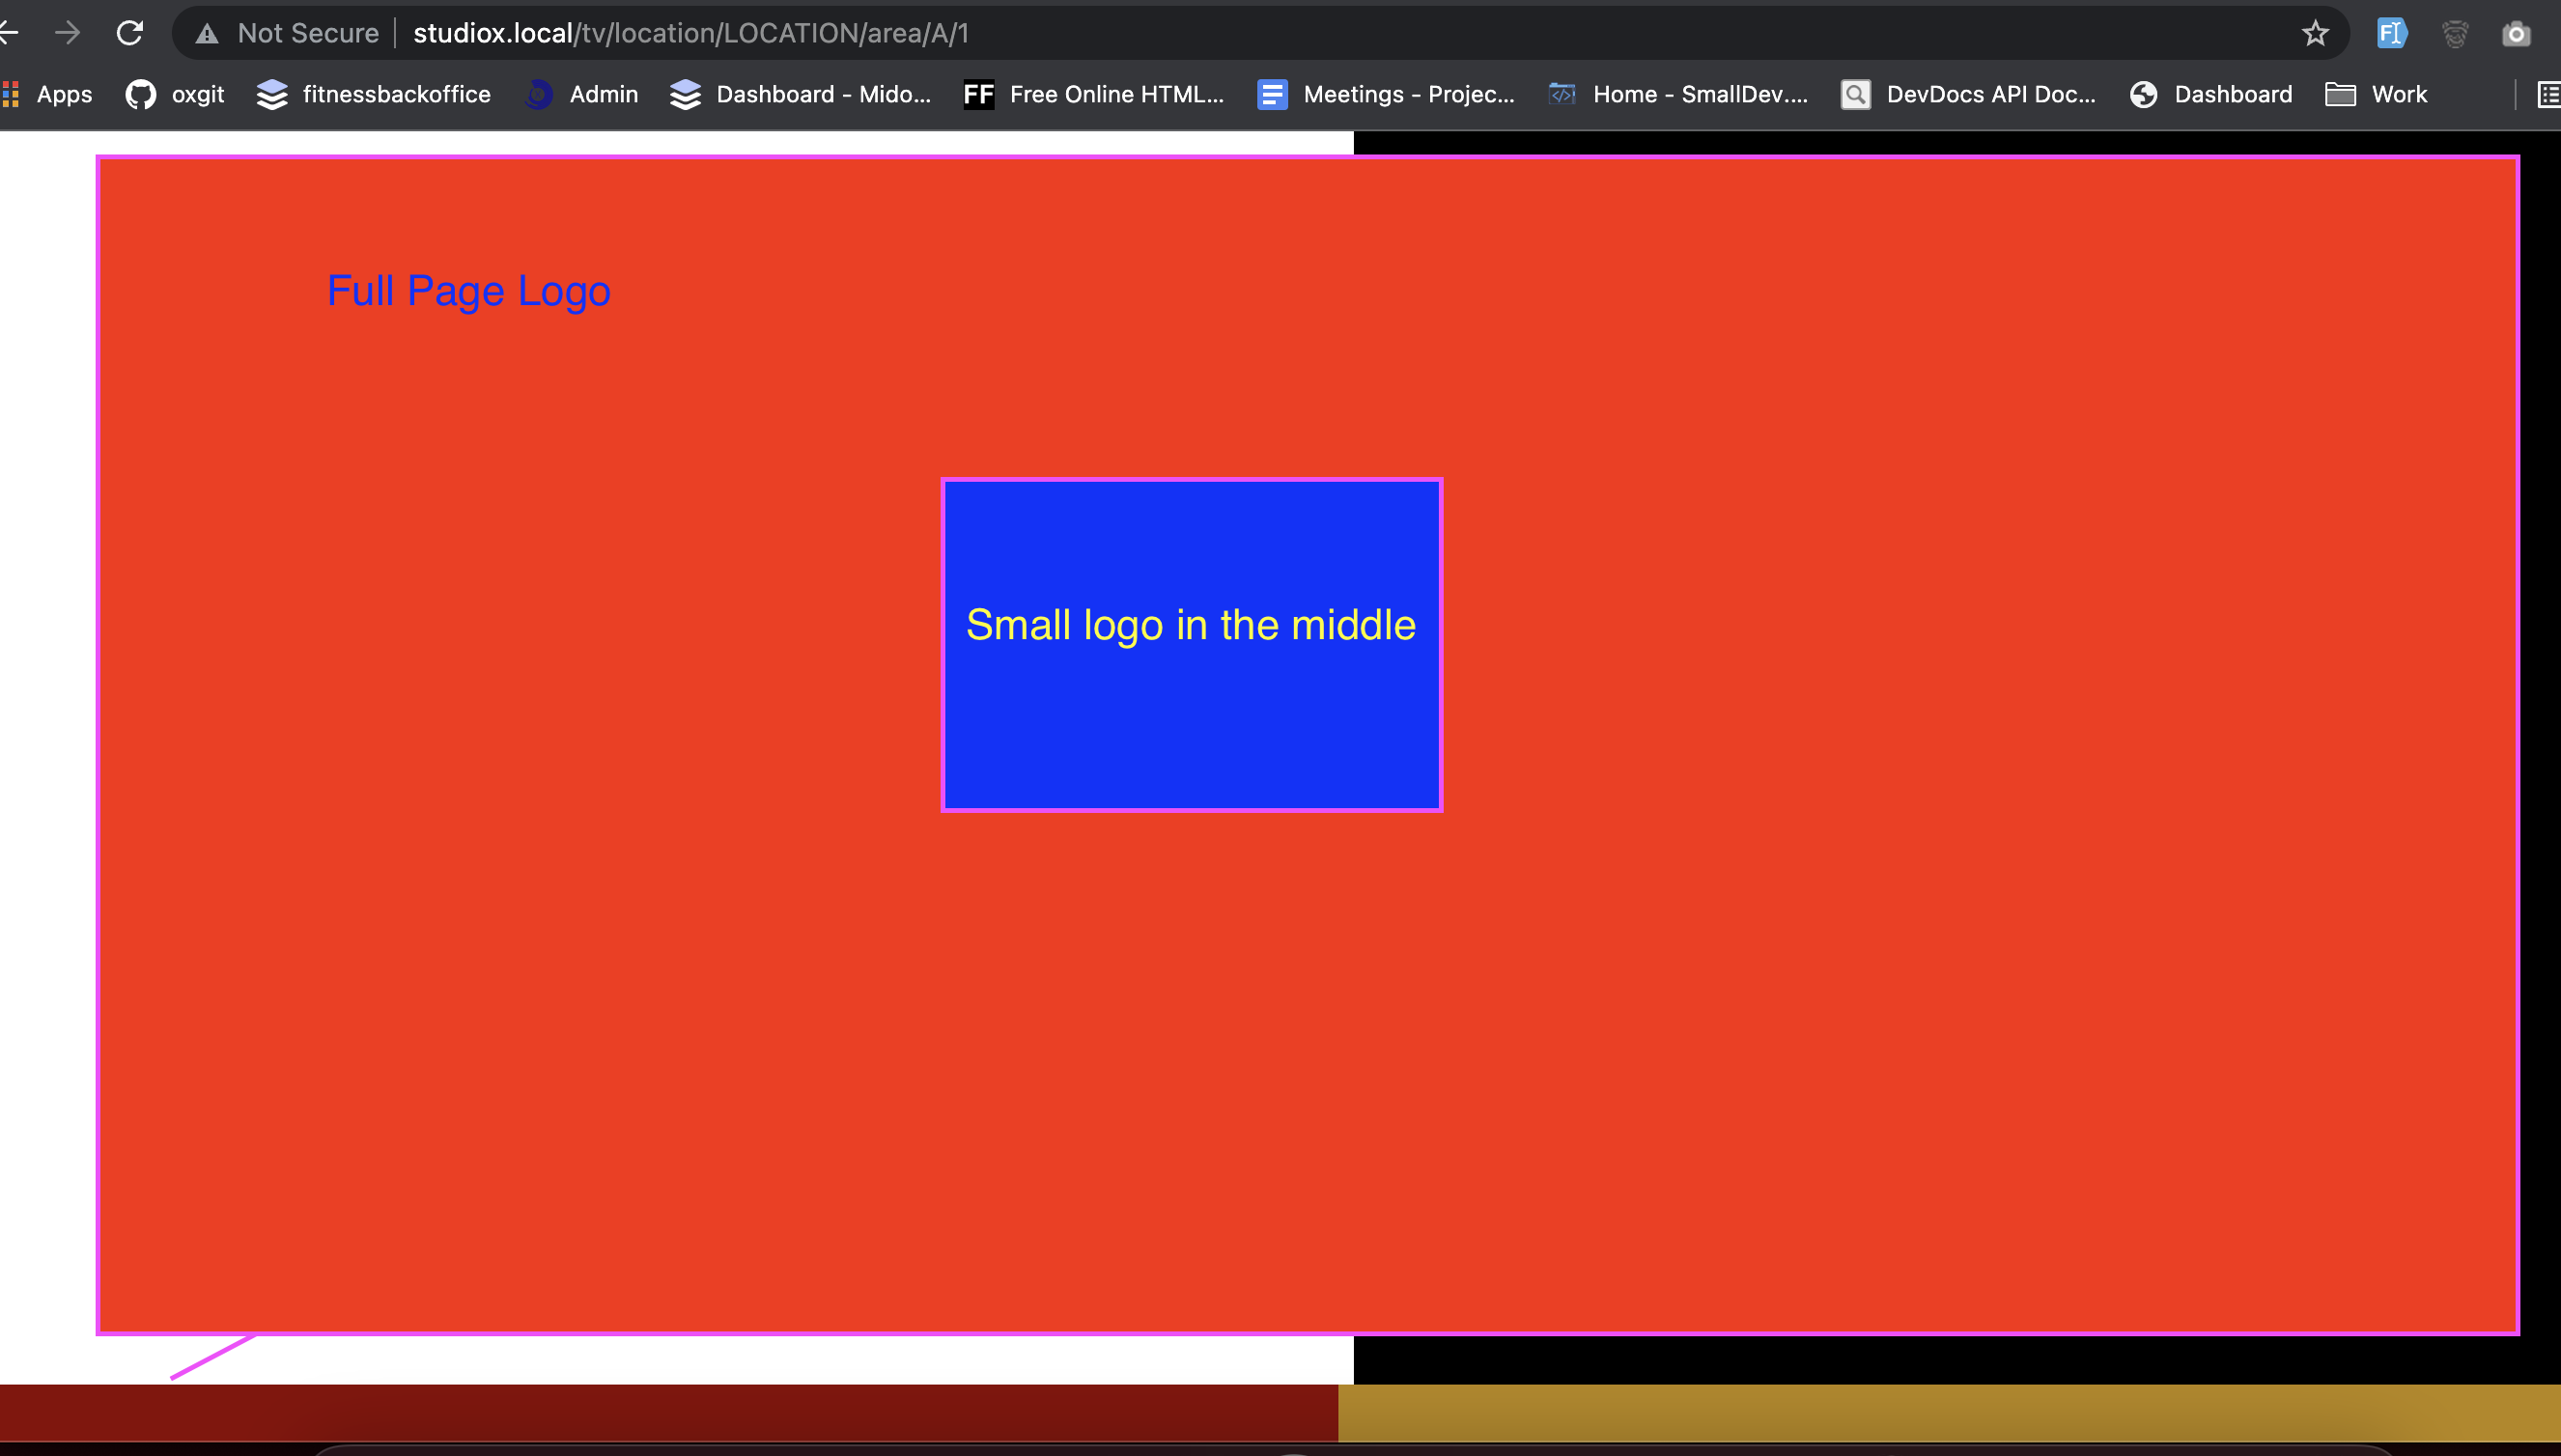 Not Secure studiox.local/tv/location/LOCATION/area/A/1
Apps oxgit fitnessbackoffice Admin Dashboard - Mido... FF Free Online HTML... Meetings - Projec... Home - SmallDev.... DevDocs API Doc... Dashboard Work
Full Page Logo
Small logo in the middle